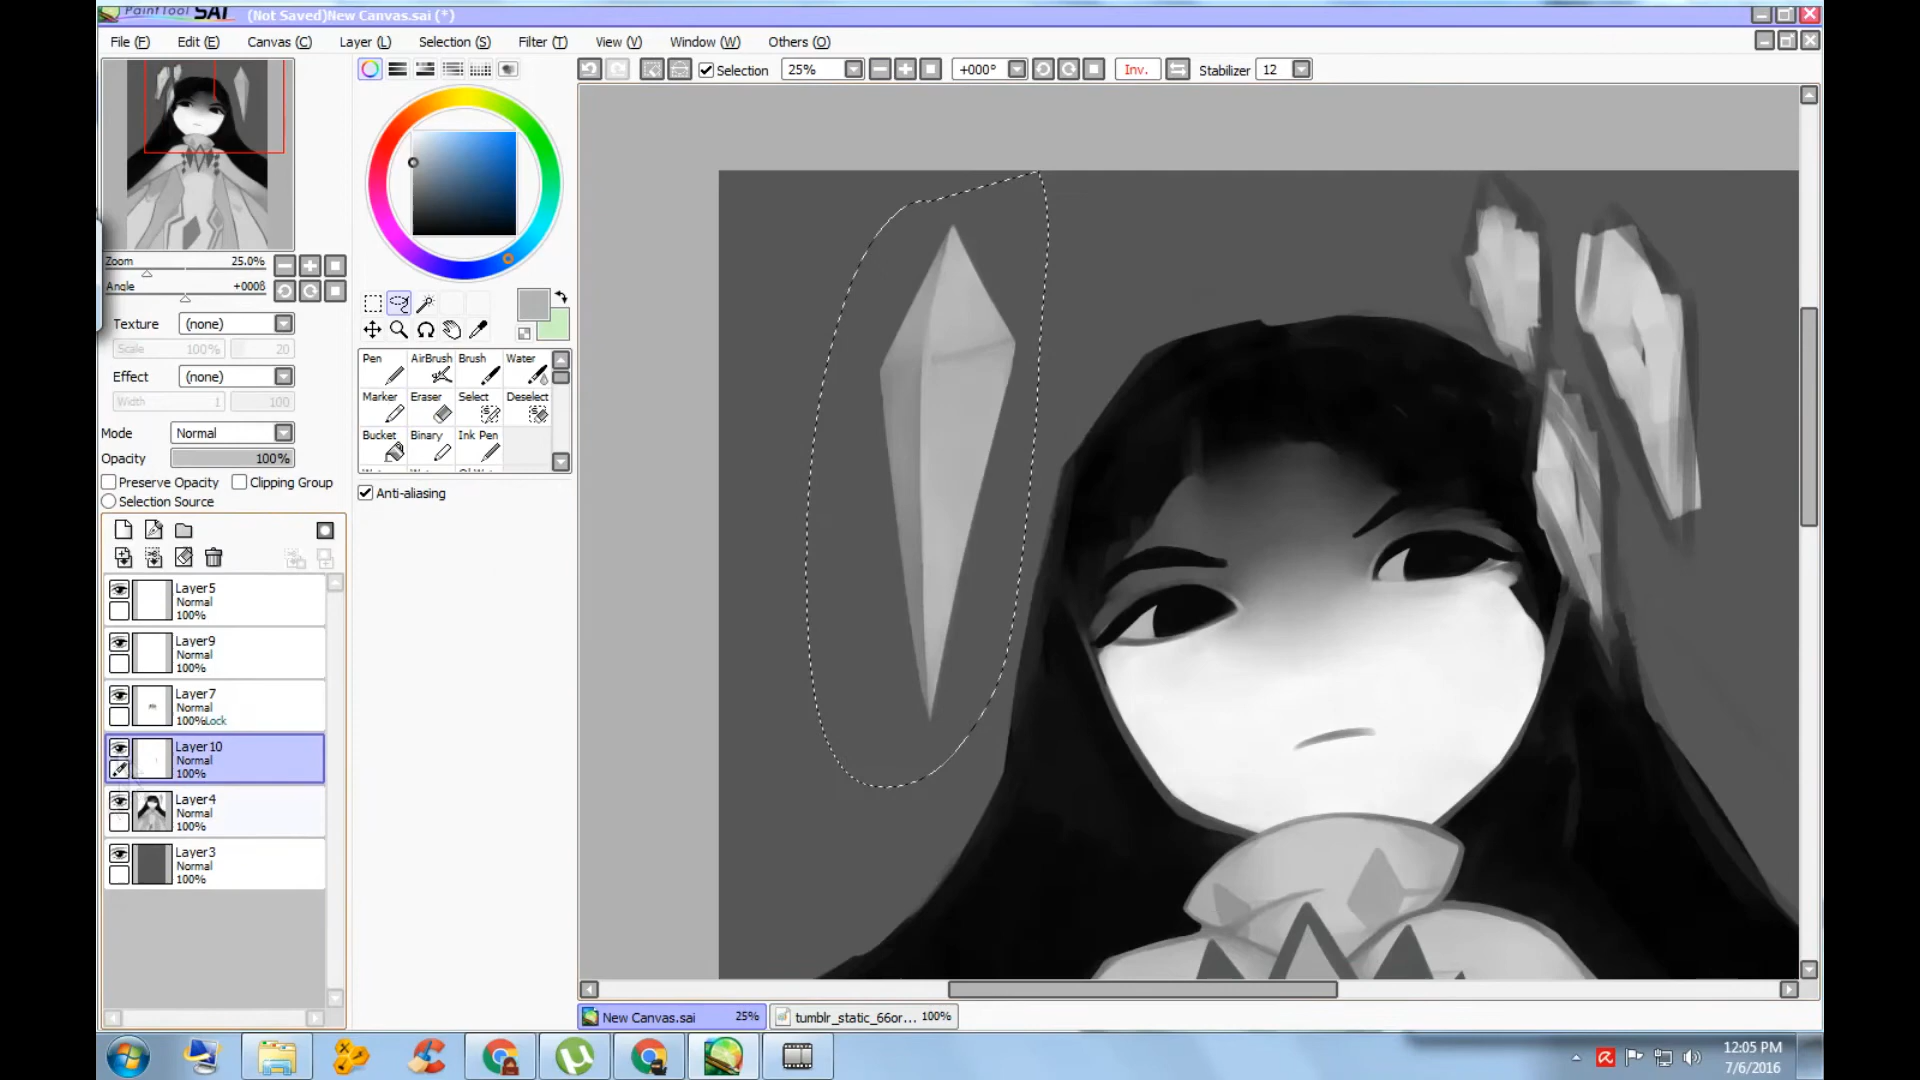 PaintTool SAI (Not Saved)New Canvas.sai (*)
File (F) Edit (E) Canvas (C) Layer (L) Selection (S) Filter (T) View (V) Window (W) Others (O)
Selection 25% +000° Inv. Stabilizer 12
Zoom 25.0%
Angle +000ß
Texture (none)
Scale 100% 20
Effect (none)
Width 1 100
Mode Normal
Opacity 100%
Preserve Opacity Clipping Group
Selection Source
Pen AirBrush Brush Water
Marker Eraser Select Deselect
Bucket Binary Ink Pen
Anti-aliasing
Layer5
Normal
100%
Layer9
Normal
100%
Layer7
Normal
100%Lock
Layer10
Normal
100%
Layer4
Normal
100%
Layer3
Normal
100%
New Canvas.sai 25% tumblr_static_66or... 100%
12:05 PM
7/6/2016